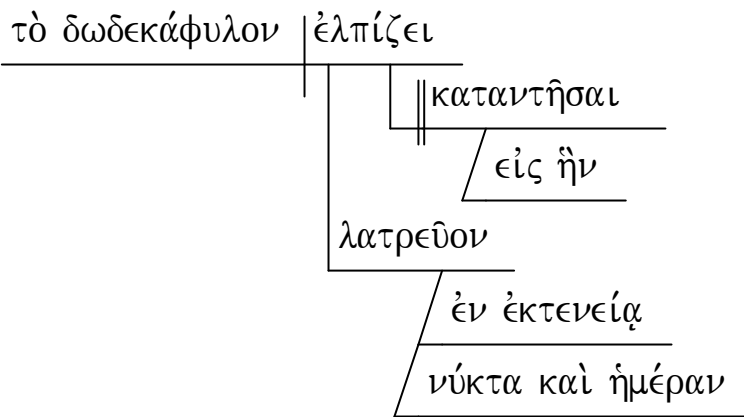 τὸ δωδεκάφυλον ἐλπίζει
καταντῆσαι
εἰς ἣν
λατρεῦον
ἐν ἐκτενείᾳ
νύκτα καὶ ἡμέραν